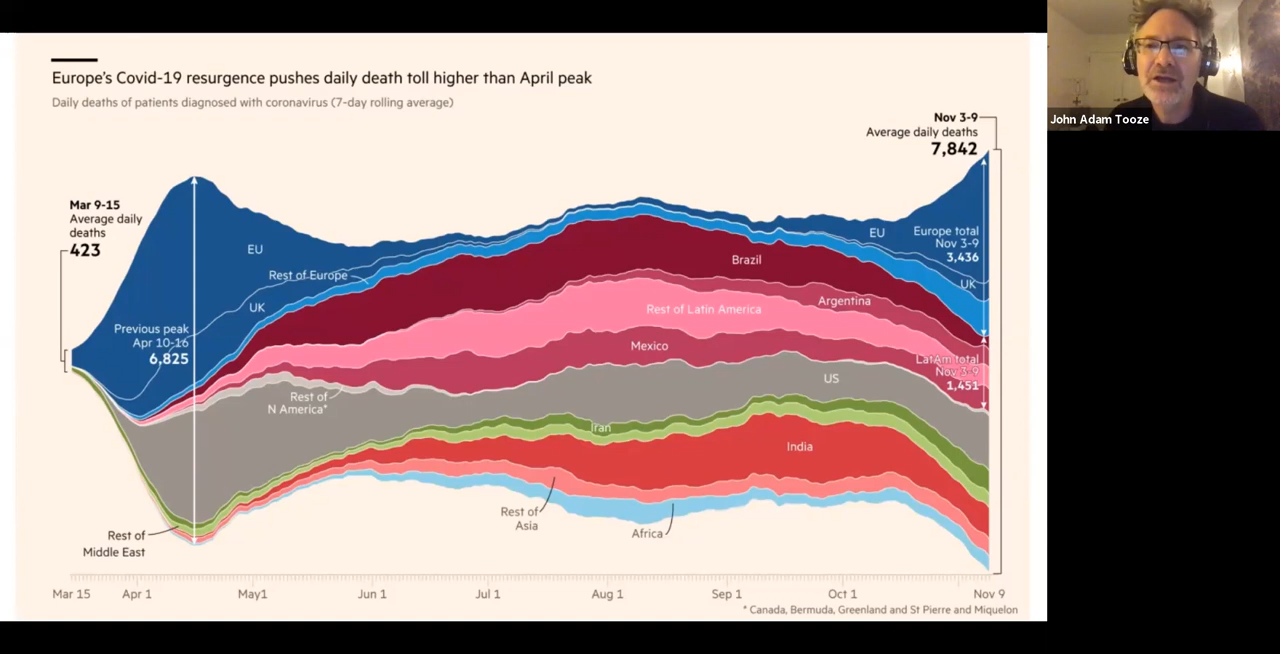 Europe's Covid-19 resurgence pushes daily death toll higher than April peak
Daily deaths of patients diagnosed with coronavirus (7-day rolling average)
John Adam Tooze
Nov 3-9
Average daily deaths
7,842
Mar 9-15
Average daily
deaths
423
EU
Rest of Europe
UK
Previous peak
Apr 10-16
6,825
EU
Europe total
Nov 3-9
3,436
UK
Brazil
Argentina
Rest of Latin America
Mexico
LatAm total
Nov 3-9
1,451
US
Rest of
N America*
Iran
India
Rest of
Asia
Africa
Rest of
Middle East
Mar 15
Apr 1
May1
Jun 1
Jul 1
Aug 1
Sep 1
Oct 1
Nov 9
* Canada, Bermuda, Greenland and St Pierre and Miquelon